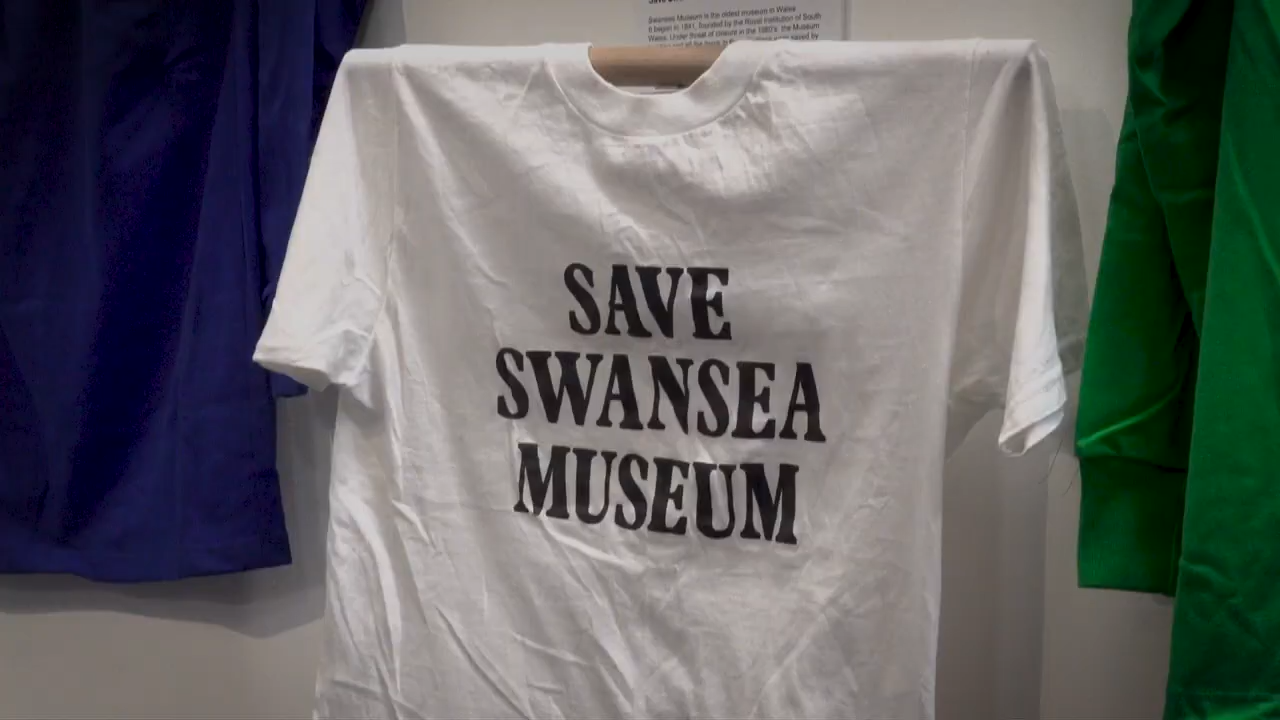 Swansea Museum is the oldest museum in Wales
It began in 1841, founded by the Royal Institution of South
Wales. Under threat of closure in the 1980's the Museum
SAVE
SWANSEA
MUSEUM